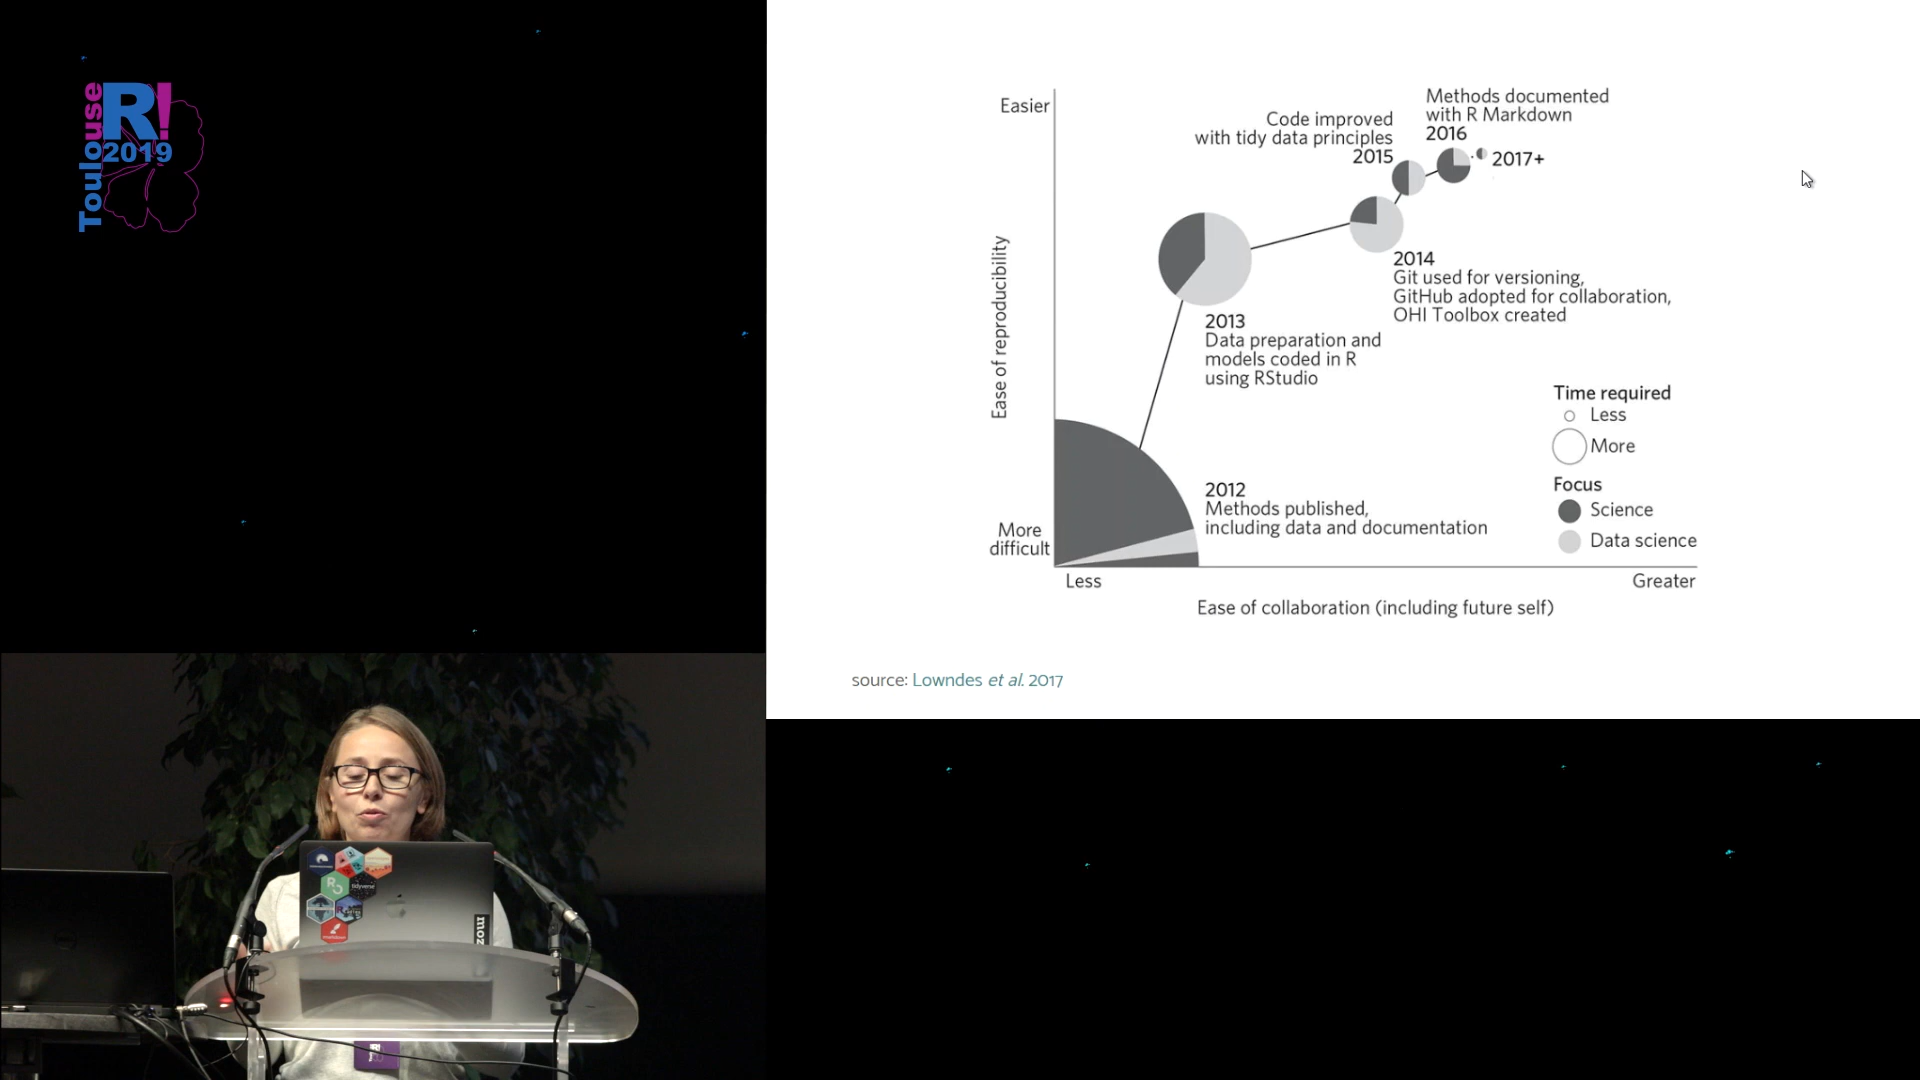 Toulouse
R!
2019
Easier
Ease of reproducibility
More
difficult
Less
Greater
Ease of collaboration (including future self)
Code improved
with tidy data principles
2015
Methods documented
with R Markdown
2016
2017+
2014
Git used for versioning,
GitHub adopted for collaboration,
OHI Toolbox created
2013
Data preparation and
models coded in R
using RStudio
2012
Methods published,
including data and documentation
Time required
Less
More
Focus
Science
Data science
source: Lowndes et al. 2017
tidyverse
moz